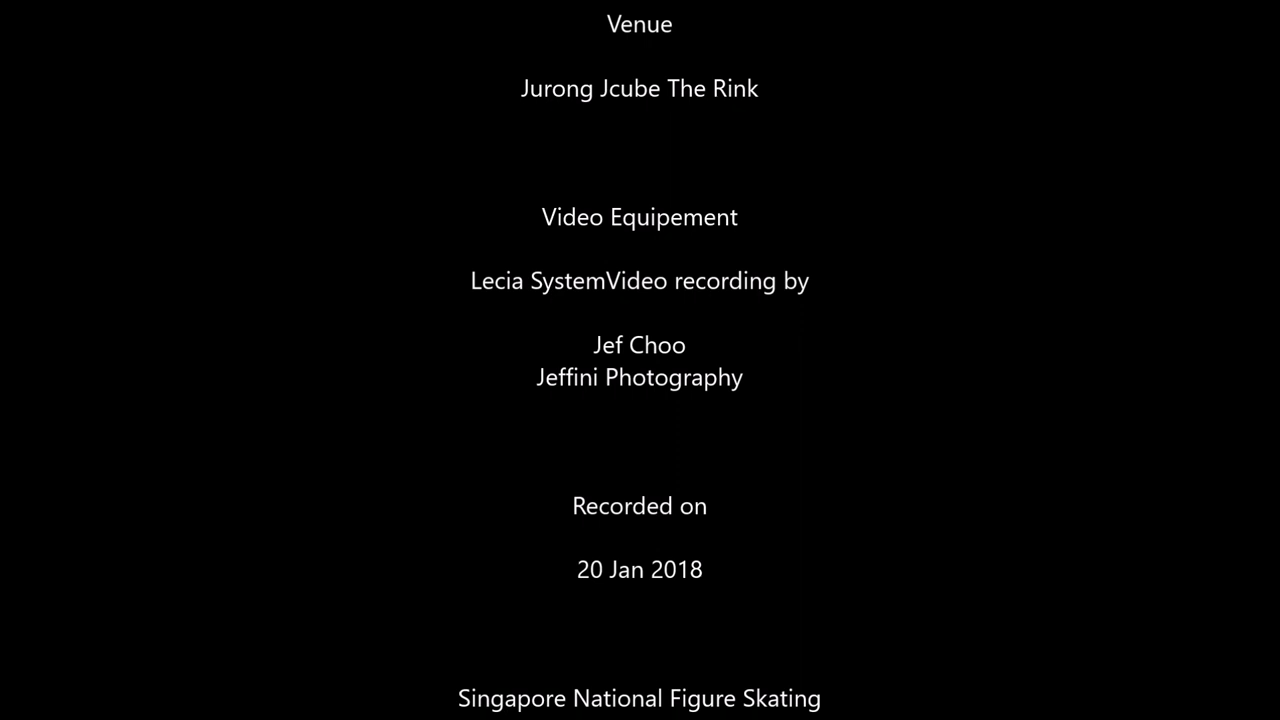 Venue
Jurong Jcube The Rink
Video Equipement
Lecia SystemVideo recording by
Jef Choo
Jeffini Photography
Recorded on
20 Jan 2018
Singapore National Figure Skating